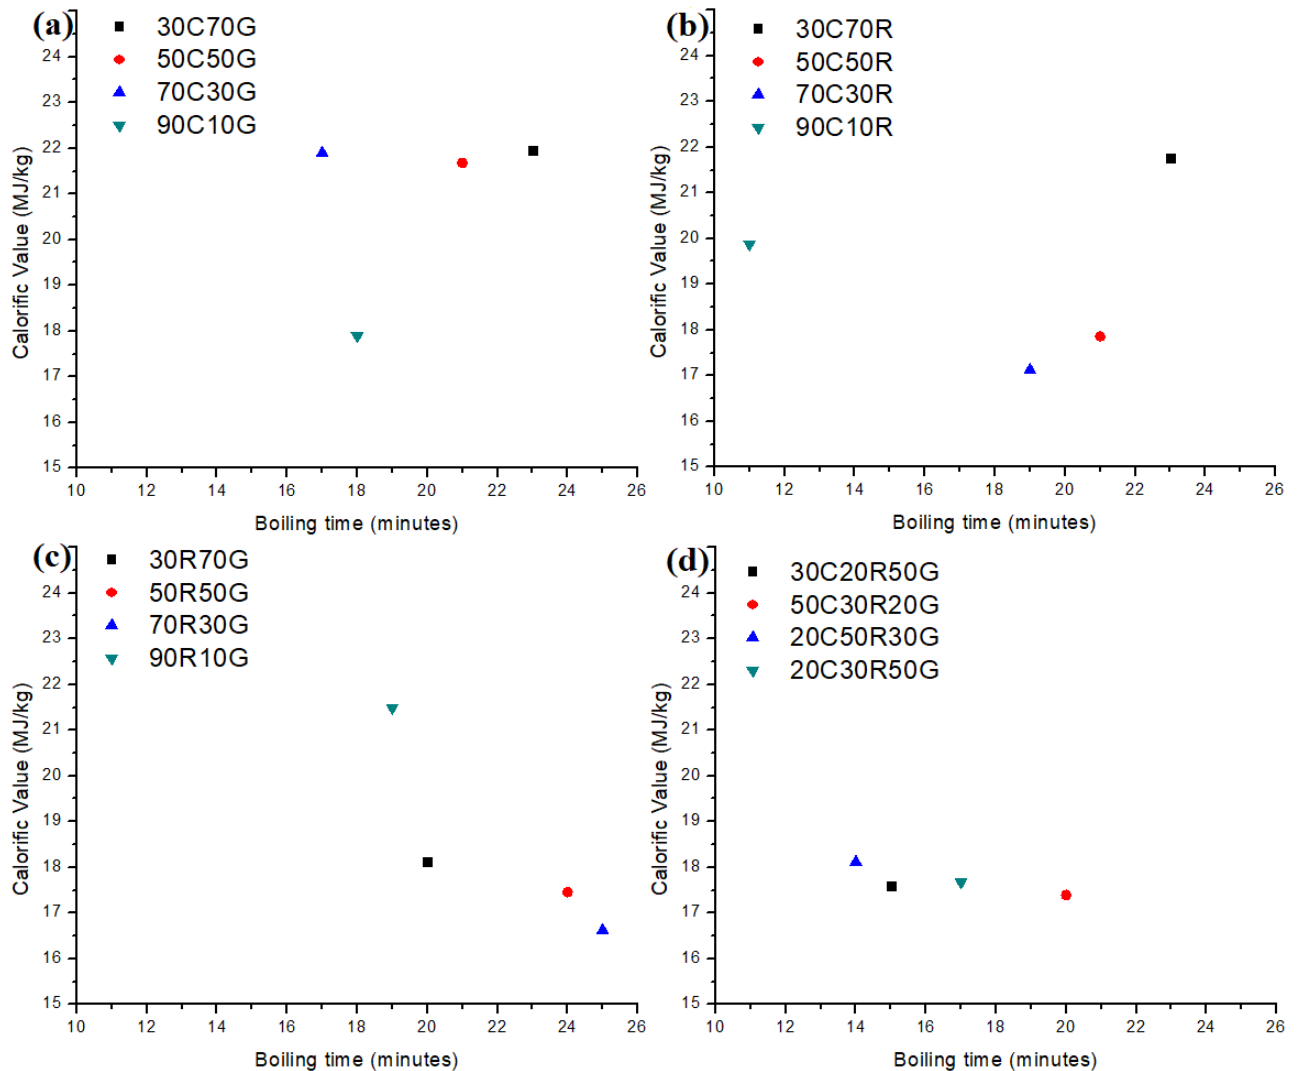 (a)
30C70G
50C50G
70C30G
90C10G
24
23
22
21
20
19
18
17
16
15
Calorific Value (MJ/kg)
10 12 14 16 18 20 22 24 26
Boiling time (minutes)
(b)
30C70R
50C50R
70C30R
90C10R
24
23
22
21
20
19
18
17
16
15
Calorific Value (MJ/kg)
10 12 14 16 18 20 22 24 26
Boiling time (minutes)
(c)
30R70G
50R50G
70R30G
90R10G
24
23
22
21
20
19
18
17
16
15
Calorific Value (MJ/kg)
10 12 14 16 18 20 22 24 26
Boiling time (minutes)
(d)
30C20R50G
50C30R20G
20C50R30G
20C30R50G
24
23
22
21
20
19
18
17
16
15
Calorific Value (MJ/kg)
10 12 14 16 18 20 22 24 26
Boiling time (minutes)